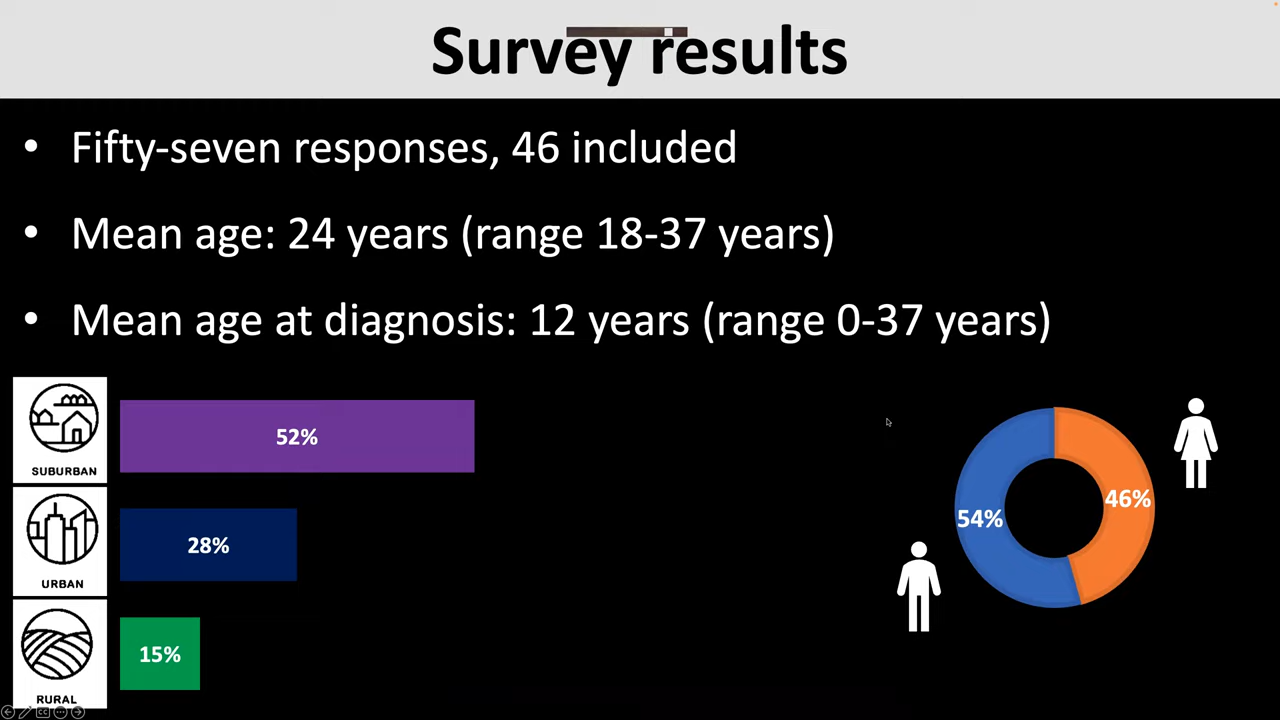 Survey results
• Fifty-seven responses, 46 included
• Mean age: 24 years (range 18-37 years)
• Mean age at diagnosis: 12 years (range 0-37 years)
SUBURBAN
52%
URBAN
28%
RURAL
15%
54%
46%
CC